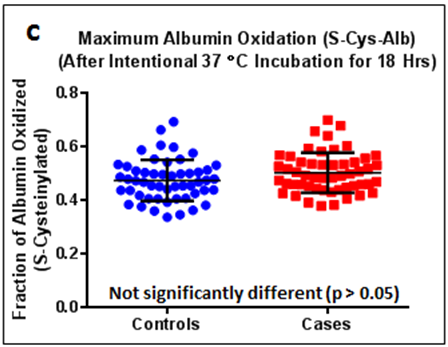 C
Maximum Albumin Oxidation (S-Cys-Alb)
(After Intentional 37 °C Incubation for 18 Hrs)
Fraction of Albumin Oxidized
(S-Cysteinylated)
0.8
0.6
0.4
0.2
0.0
Not significantly different (p > 0.05)
Controls
Cases